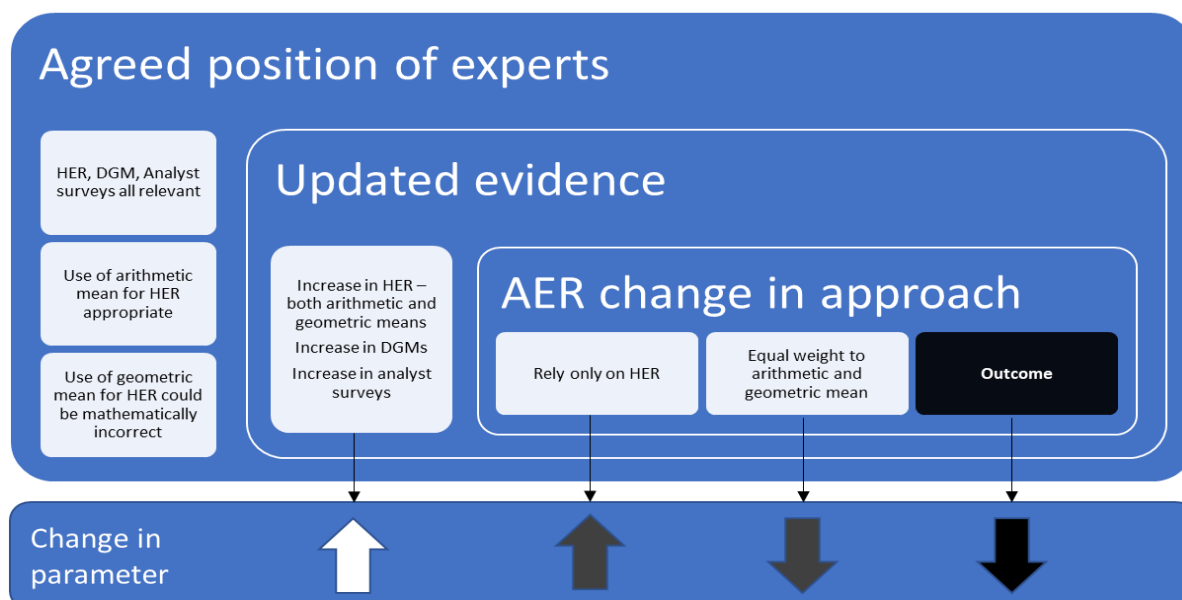 Agreed position of experts
HER, DGM, Analyst
surveys all relevant
Use of arithmetic
mean for HER
appropriate
Use of geometric
mean for HER could
be mathematically
incorrect
Updated evidence
Increase in HER –
both arithmetic and
geometric means
Increase in DGMs
Increase in analyst
surveys
AER change in approach
Rely only on HER
Equal weight to
arithmetic and
geometric mean
Outcome
Change in
parameter